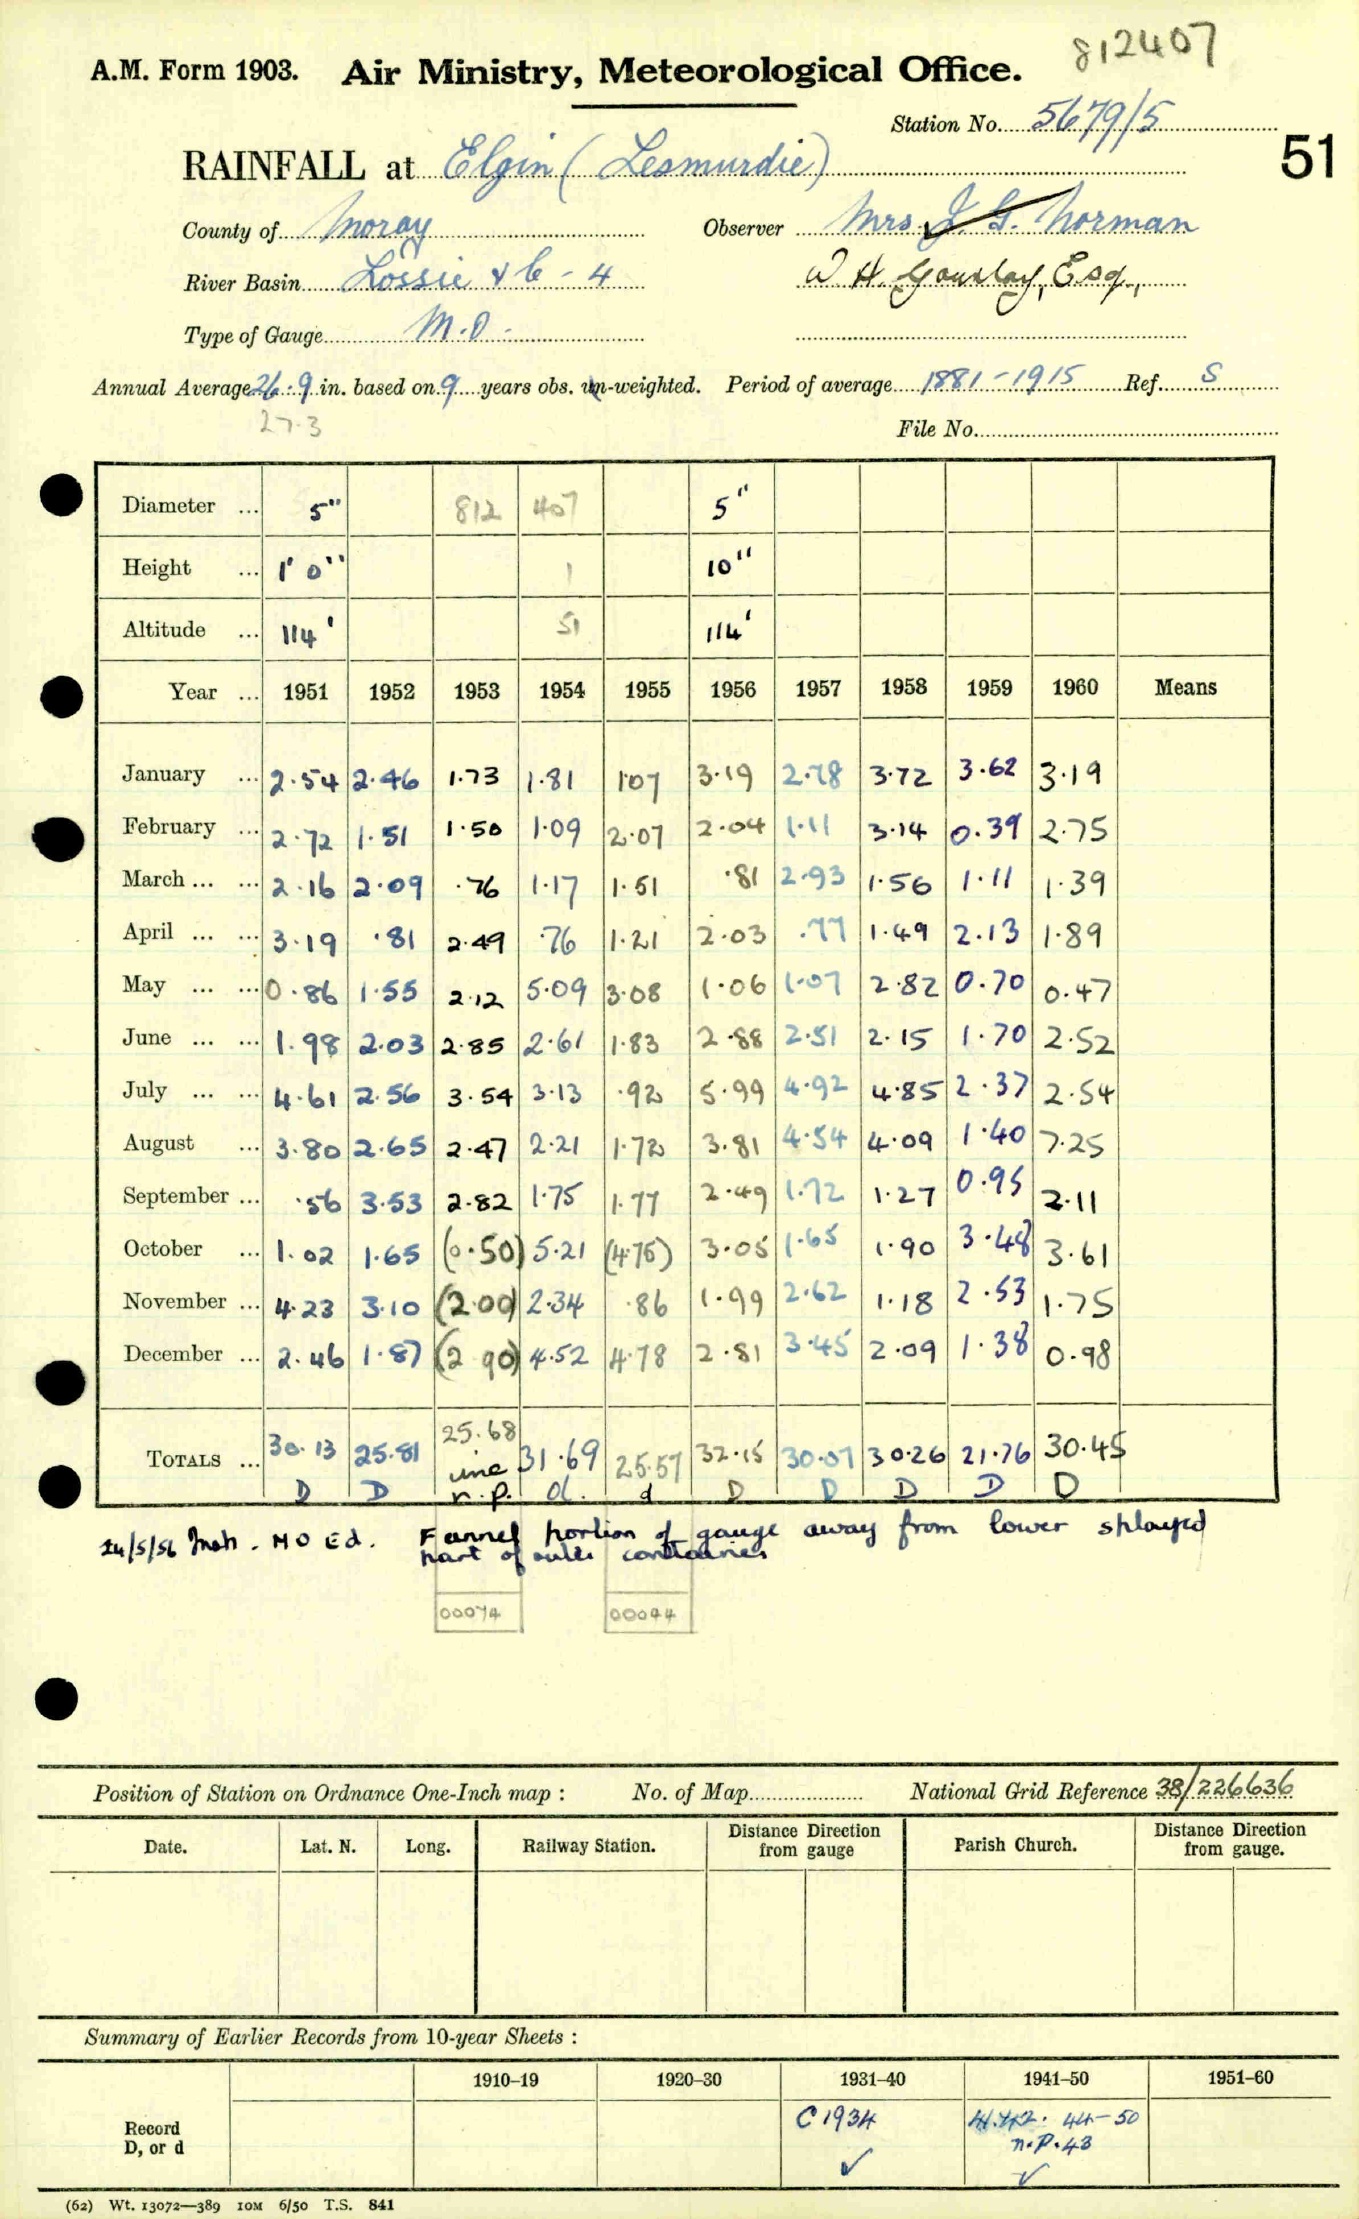 812407
A.M. Form 1903. Air Ministry, Meteorological Office.
Station No. 5679/5
RAINFALL at Elgin (Lesmurdie)
51
County of Moray Observer Mrs J. G. Norman
River Basin Lossie & C - 4 W. H. Gourlay, Esq.,
Type of Gauge M.O.
Annual Average 26.9 in. based on 9 years obs. un-weighted. Period of average 1881-1915 Ref. S
27.3 File No.
Diameter ... 5" 812 407 5"
Height ... 1' 0" 1 10"
Altitude ... 114' 51 114'
Year ... 1951 1952 1953 1954 1955 1956 1957 1958 1959 1960 Means
January ... 2.54 2.46 1.73 1.81 1.07 3.19 2.78 3.72 3.62 3.19
February ... 2.72 1.51 1.50 1.09 2.07 2.04 1.11 3.14 0.39 2.75
March ... ... 2.16 2.09 .76 1.17 1.51 .81 2.93 1.56 1.11 1.39
April ... ... 3.19 .81 2.49 .76 1.21 2.03 .77 1.49 2.13 1.89
May ... ... 0.86 1.55 2.12 5.09 3.08 1.06 1.07 2.82 0.70 0.47
June ... ... 1.98 2.03 2.85 2.61 1.83 2.88 2.51 2.15 1.70 2.52
July ... ... 4.61 2.56 3.54 3.13 .92 5.99 4.92 4.85 2.37 2.54
August ... 3.80 2.65 2.47 2.21 1.72 3.81 4.54 4.09 1.40 7.25
September ... .56 3.53 2.82 1.75 1.77 2.49 1.72 1.27 0.95 2.11
October ... 1.02 1.65 (0.50) 5.21 (4.75) 3.05 1.65 1.90 3.48 3.61
November ... 4.23 3.10 (2.00) 2.34 .86 1.99 2.62 1.18 2.53 1.75
December ... 2.46 1.87 (2.90) 4.52 4.78 2.81 3.45 2.09 1.38 0.98
TOTALS ... 30.13 25.81 25.68 31.69 25.57 32.15 30.07 30.26 21.76 30.45
D D n.p. d. d D D D D D
24/5/56 Insh. MO Ed. Funnel portion of gauge away from lower splayed
part of container
00074 00044
Position of Station on Ordnance One-Inch map : No. of Map National Grid Reference 38/226636
Date. Lat. N. Long. Railway Station. Distance from gauge Direction Parish Church. Distance from gauge. Direction
Summary of Earlier Records from 10-year Sheets :
1910–19 1920–30 1931–40 1941–50 1951–60
Record D, or d C 1934 41.42. 44-50
n.p. 43
(62) Wt. 13072—389 10M 6/50 T.S. 841